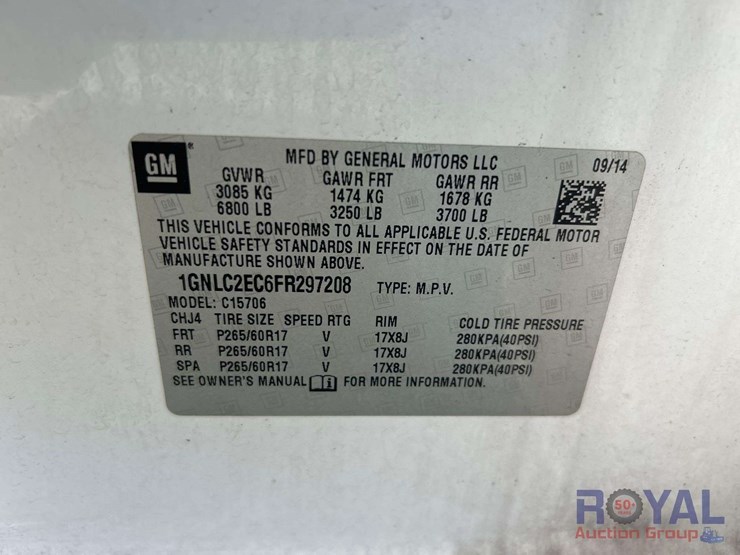 GM
MFD BY GENERAL MOTORS LLC 09/14
GVWR GAWR FRT GAWR RR
3085 KG 1474 KG 1678 KG
6800 LB 3250 LB 3700 LB
THIS VEHICLE CONFORMS TO ALL APPLICABLE U.S. FEDERAL MOTOR
VEHICLE SAFETY STANDARDS IN EFFECT ON THE DATE OF
MANUFACTURE SHOWN ABOVE.
1GNLC2EC6FR297208 TYPE: M.P.V.
MODEL: C15706
CHJ4 TIRE SIZE SPEED RTG RIM COLD TIRE PRESSURE
FRT P265/60R17 V 17X8J 280KPA(40PSI)
RR P265/60R17 V 17X8J 280KPA(40PSI)
SPA P265/60R17 V 17X8J 280KPA(40PSI)
SEE OWNER'S MANUAL FOR MORE INFORMATION.
ROYAL
50+
Auction Group